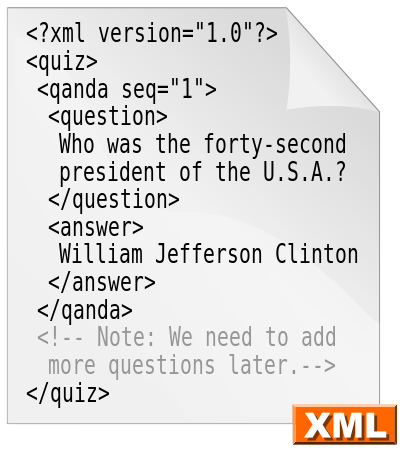 <?xml version="1.0"?>
<quiz>
<qanda seq="1">
<question>
Who was the forty-second
president of the U.S.A.?
</question>
<answer>
William Jefferson Clinton
</answer>
</qanda>
<!-- Note: We need to add
more questions later.-->
</quiz>
XML